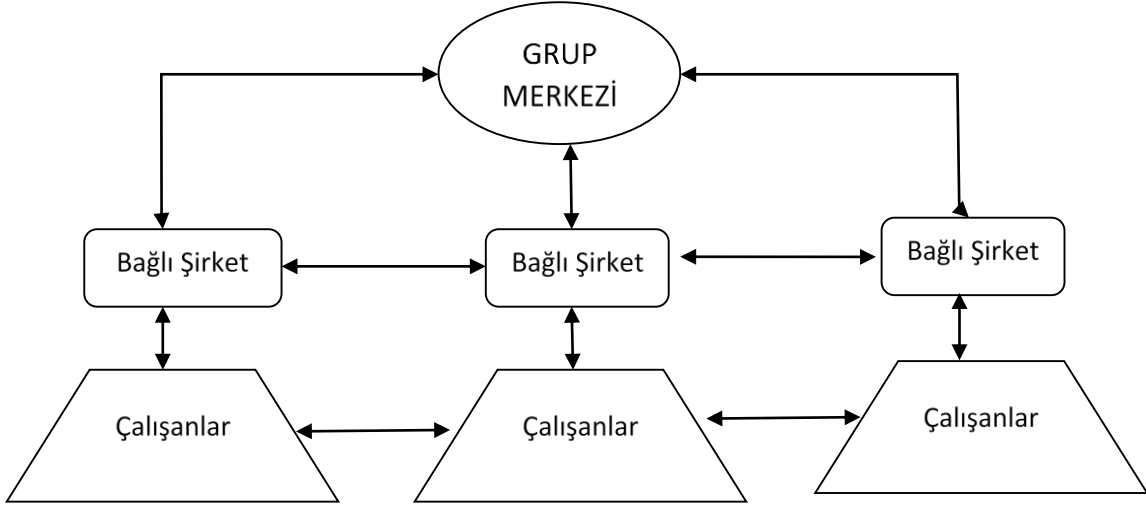 GRUP
MERKEZİ
Bağlı Şirket
Bağlı Şirket
Bağlı Şirket
Çalışanlar
Çalışanlar
Çalışanlar